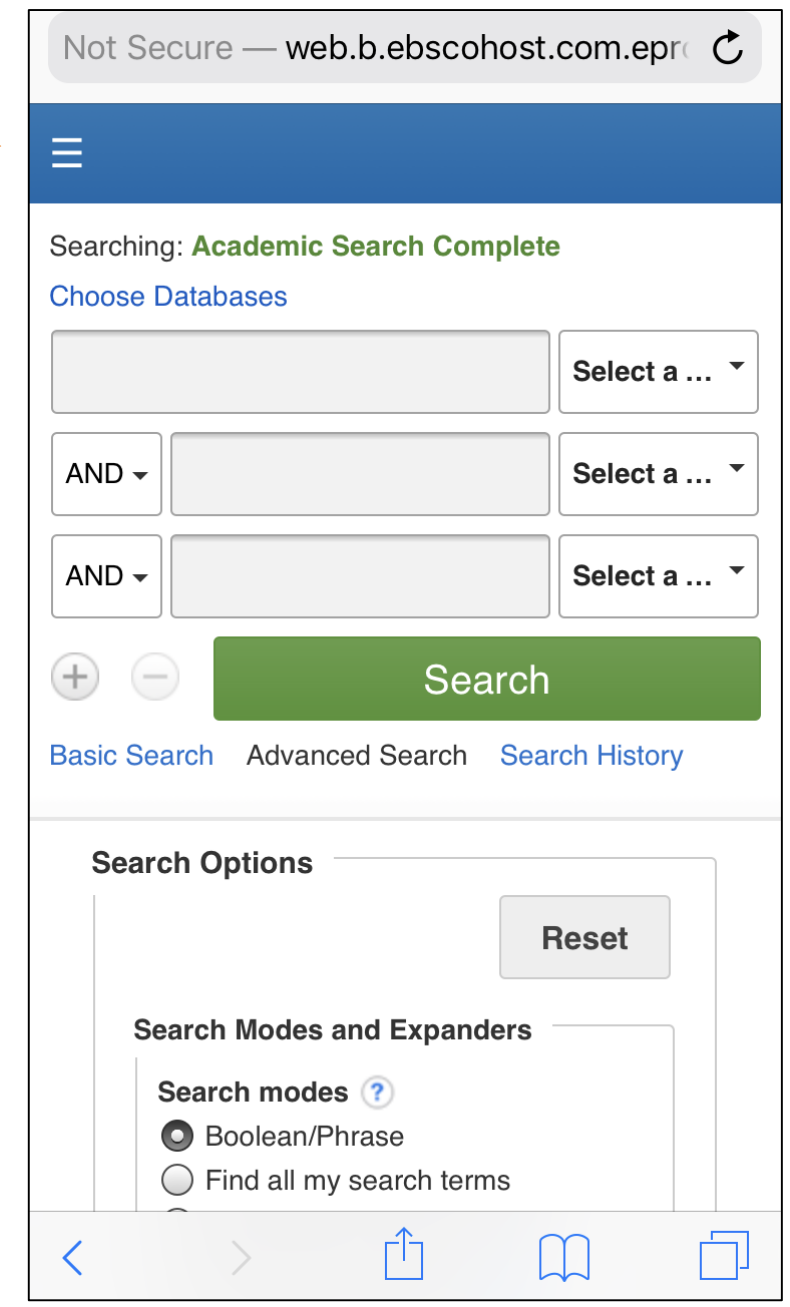 Not Secure — web.b.ebscohost.com.epr
Searching: Academic Search Complete
Choose Databases
Select a ...
AND Select a ...
AND Select a ...
Search
Basic Search Advanced Search Search History
Search Options
Reset
Search Modes and Expanders
Search modes ?
Boolean/Phrase
Find all my search terms